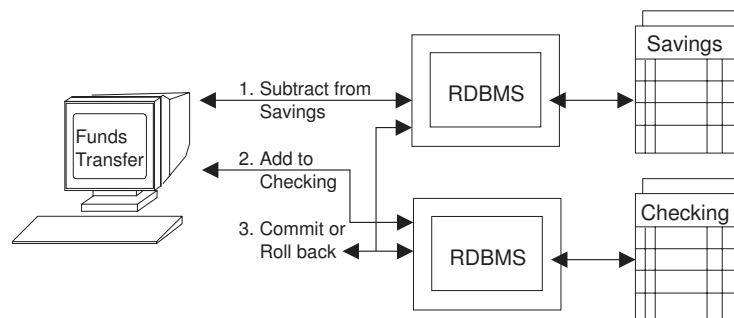 Savings
1. Subtract from
Savings
RDBMS
Funds
Transfer
2. Add to
Checking
Checking
3. Commit or
Roll back
RDBMS